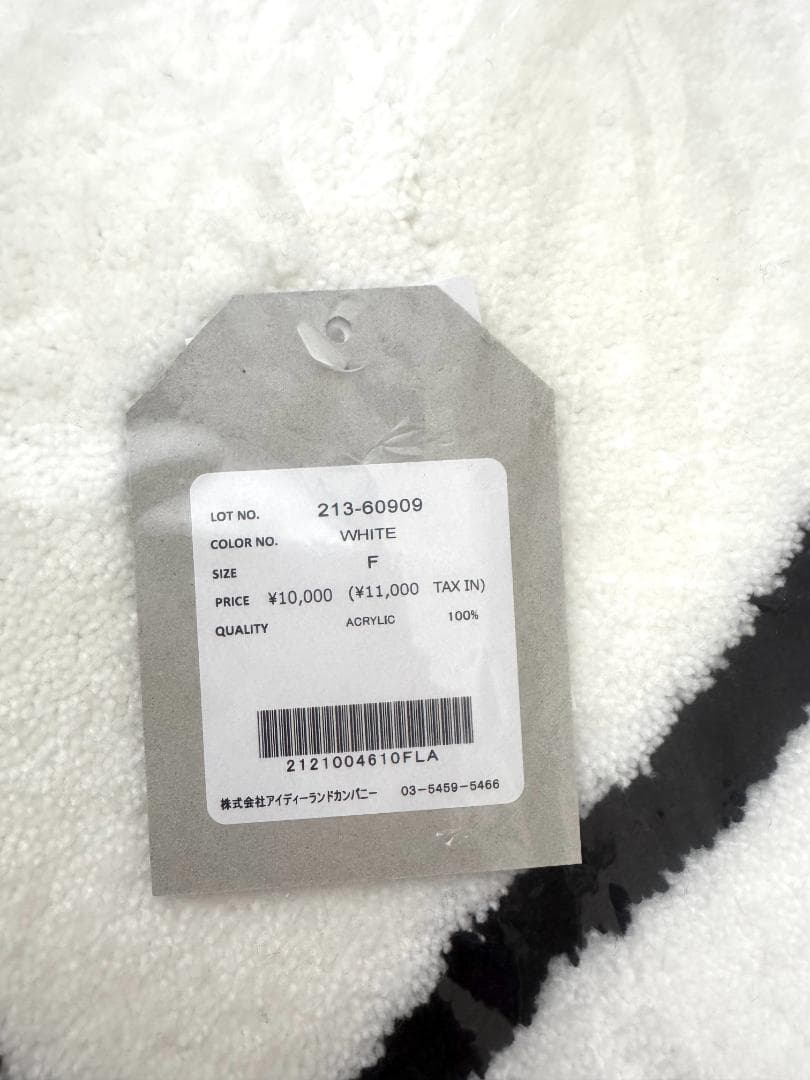 LOT NO. 213-60909
COLOR NO. WHITE
SIZE F
PRICE ¥10,000 (¥11,000 TAX IN)
QUALITY ACRYLIC 100%
2121004610FLA
株式会社アイディーランドカンパニー 03-5459-5466